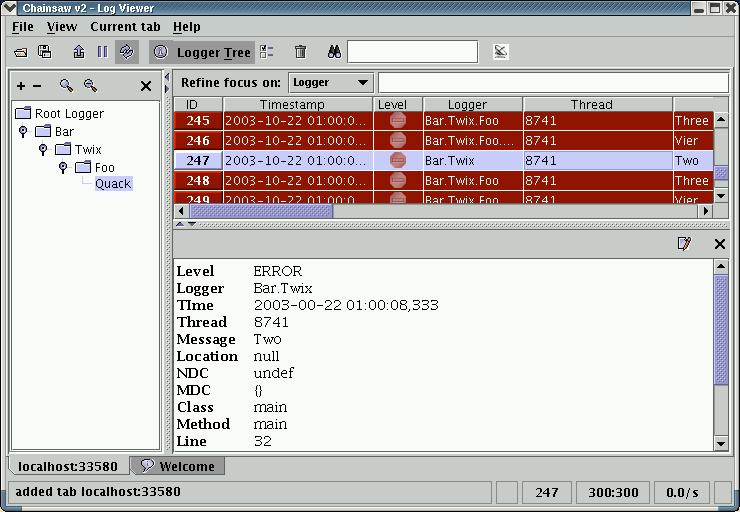 Chainsaw v2 - Log Viewer
File View Current tab Help
Logger Tree
Refine focus on: Logger
ID Timestamp Level Logger Thread
245 2003-10-22 01:00:0... Bar.Twix.Foo 8741 Three
246 2003-10-22 01:00:0... Bar.Twix.Foo.... 8741 Vier
247 2003-10-22 01:00:0... Bar.Twix 8741 Two
248 2003-10-22 01:00:0... Bar.Twix.Foo 8741 Three
249 2003-10-22 01:00:0... Bar.Twix.Foo.... 8741 Vier
Root Logger
Bar
Twix
Foo
Quack
Level ERROR
Logger Bar.Twix
TIme 2003-00-22 01:00:08,333
Thread 8741
Message Two
Location null
NDC undef
MDC {}
Class main
Method main
Line 32
localhost:33580 Welcome
added tab localhost:33580 247 300:300 0.0/s